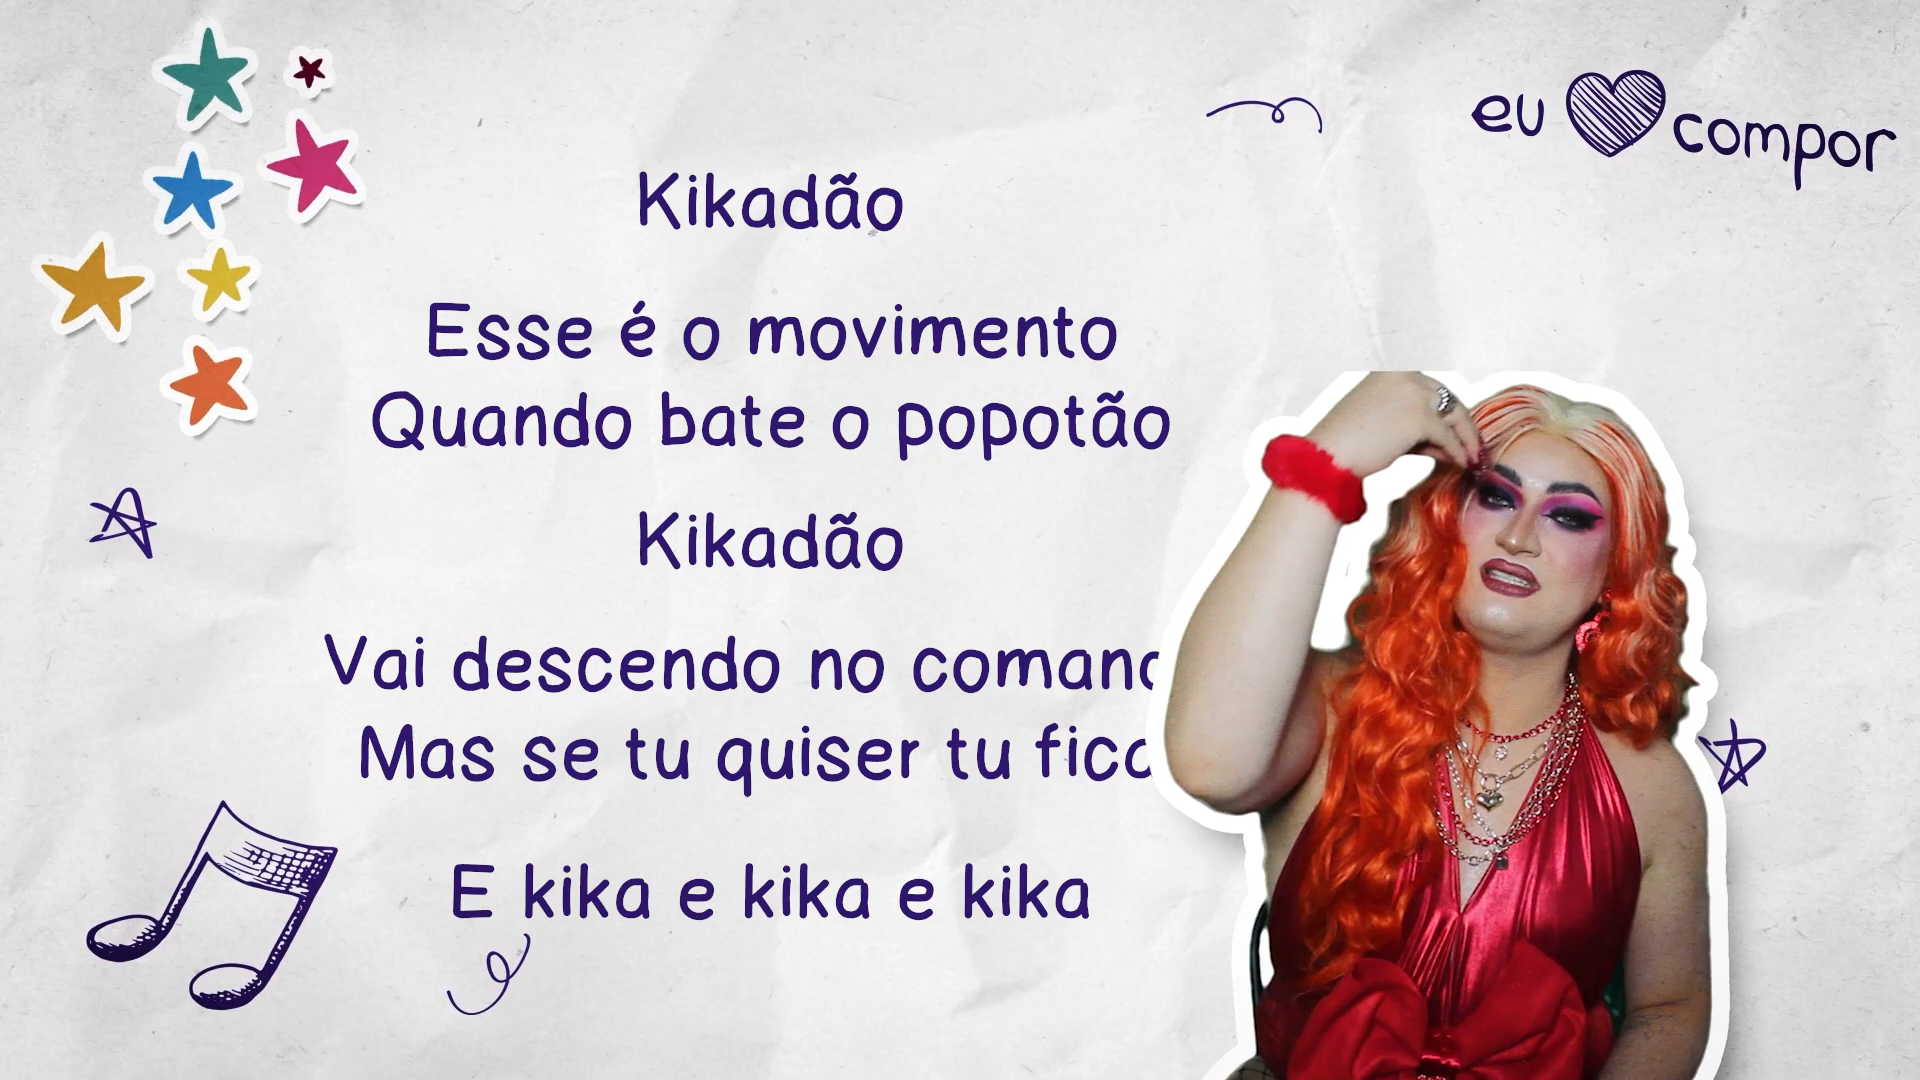 eu compor
Kikadão
Esse é o movimento
Quando bate o popotão
Kikadão
Vai descendo no
Mas se tu quiser tu
E kika e kika e kika